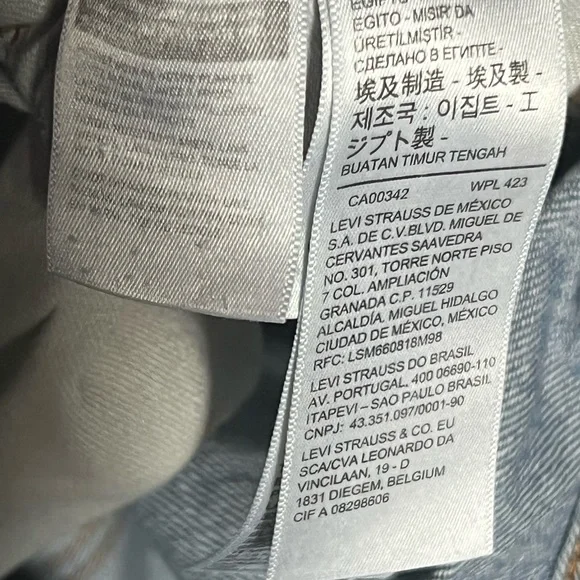 EGITO - MISIR'DA
ÜRETİLMİŞTİR -
СДЕЛАНО В ЕГИПТЕ -
埃及制造 - 埃及製 -
제조국 : 이집트 - エ
ジプト製 -
BUATAN TIMUR TENGAH
CA00342 WPL 423
LEVI STRAUSS DE MÉXICO
S.A. DE C.V.BLVD. MIGUEL DE
CERVANTES SAAVEDRA
NO. 301, TORRE NORTE PISO
7 COL. AMPLIACIÓN
GRANADA C.P. 11529
ALCALDÍA. MIGUEL HIDALGO
CIUDAD DE MÉXICO, MÉXICO
RFC: LSM660818M98
LEVI STRAUSS DO BRASIL
AV. PORTUGAL, 400 06690-110
ITAPEVI – SAO PAULO BRASIL
CNPJ: 43.351.097/0001-90
LEVI STRAUSS & CO. EU
SCA/CVA LEONARDO DA
VINCILAAN, 19 - D
1831 DIEGEM, BELGIUM
CIF A 08298606